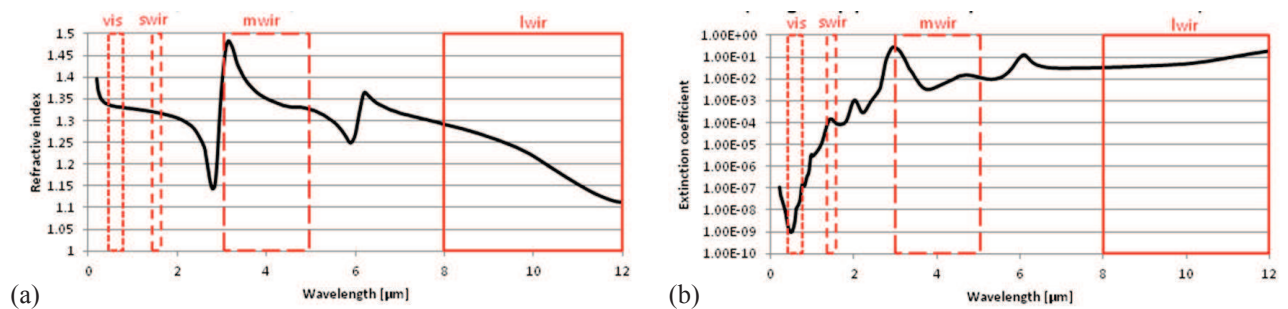 vis swir mwir lwir
1.5
1.45
1.4
1.35
1.3
1.25
1.2
1.15
1.1
1.05
1
Refractive index
0 2 4 6 8 10 12
Wavelength [µm]
(a)
vis swir mwir lwir
1.00E+00
1.00E-01
1.00E-02
1.00E-03
1.00E-04
1.00E-05
1.00E-06
1.00E-07
1.00E-08
1.00E-09
1.00E-10
Extinction coefficient
0 2 4 6 8 10 12
Wavelength [µm]
(b)